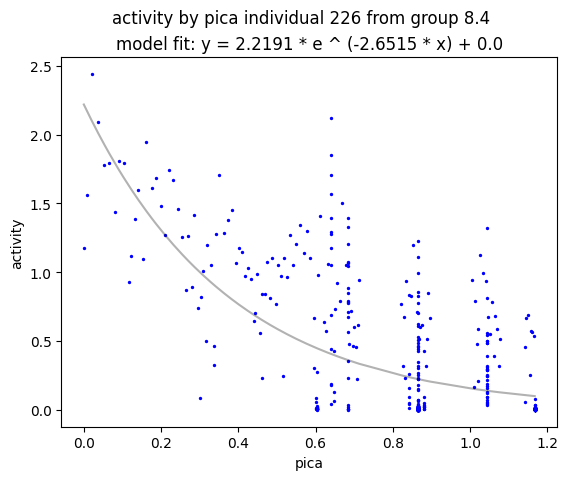 activity by pica individual 226 from group 8.4
model fit: y = 2.2191 * e ^ (-2.6515 * x) + 0.0
2.5
2.0
1.5
1.0
0.5
0.0
activity
0.0 0.2 0.4 0.6 0.8 1.0 1.2
pica